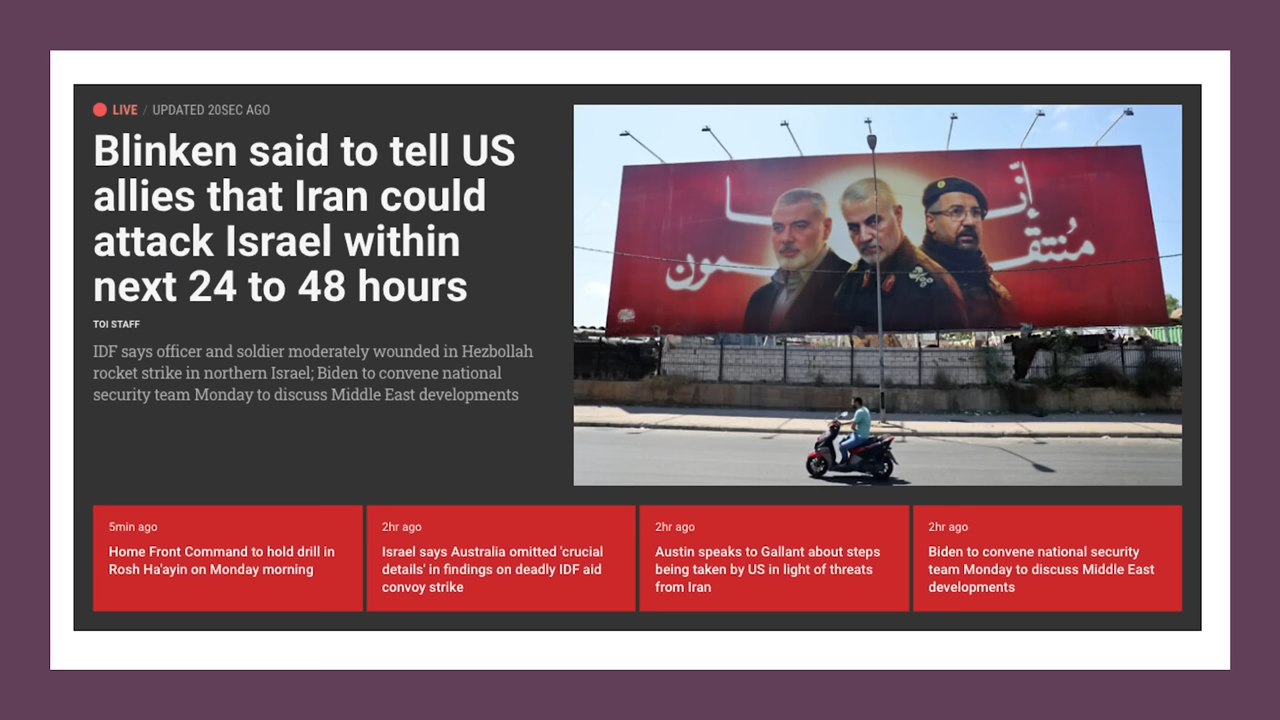 LIVE / UPDATED 20SEC AGO
Blinken said to tell US
allies that Iran could
attack Israel within
next 24 to 48 hours
TOI STAFF
IDF says officer and soldier moderately wounded in Hezbollah
rocket strike in northern Israel; Biden to convene national
security team Monday to discuss Middle East developments
إنّا
مُنتقمون
5min ago
Home Front Command to hold drill in
Rosh Ha'ayin on Monday morning
2hr ago
Israel says Australia omitted 'crucial
details' in findings on deadly IDF aid
convoy strike
2hr ago
Austin speaks to Gallant about steps
being taken by US in light of threats
from Iran
2hr ago
Biden to convene national security
team Monday to discuss Middle East
developments